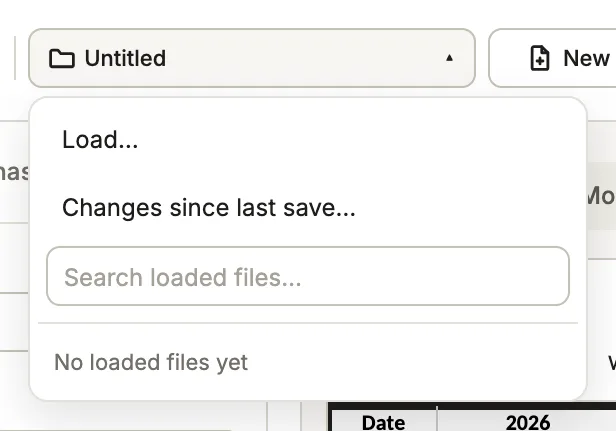 Untitled
New
Load...
Changes since last save...
Search loaded files...
No loaded files yet
Date 2026